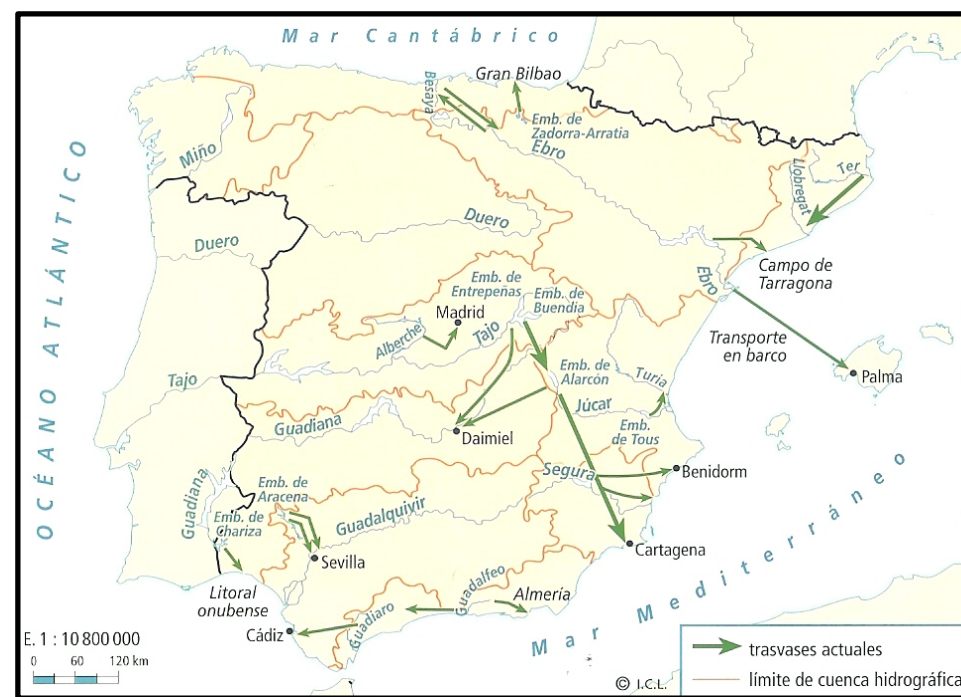 Mar Cantábrico
Gran Bilbao
Besaya
Emb. de
Zadorra-Arratia
Ebro
Miño
Llobregat
Ter
OCÉANO ATLÁNTICO
Duero
Duero
Campo de
Tarragona
Ebro
Emb. de
Entrepeñas
Emb. de
Buendia
Madrid
Alberche
Tajo
Transporte
en barco
Palma
Tajo
Emb. de
Alarcón
Turia
Júcar
Guadiana
Daimiel
Emb.
de Tous
Segura
Benidorm
Guadiana
Emb. de
Aracena
Emb. de
Chariza
Guadalquivir
Sevilla
Cartagena
Mar Mediterráneo
Litoral
onubense
Guadalfeo
Almería
Guadiaro
Cádiz
E. 1 : 10 800 000
0 60 120 km
© I.C.L.
trasvases actuales
límite de cuenca hidrográfica